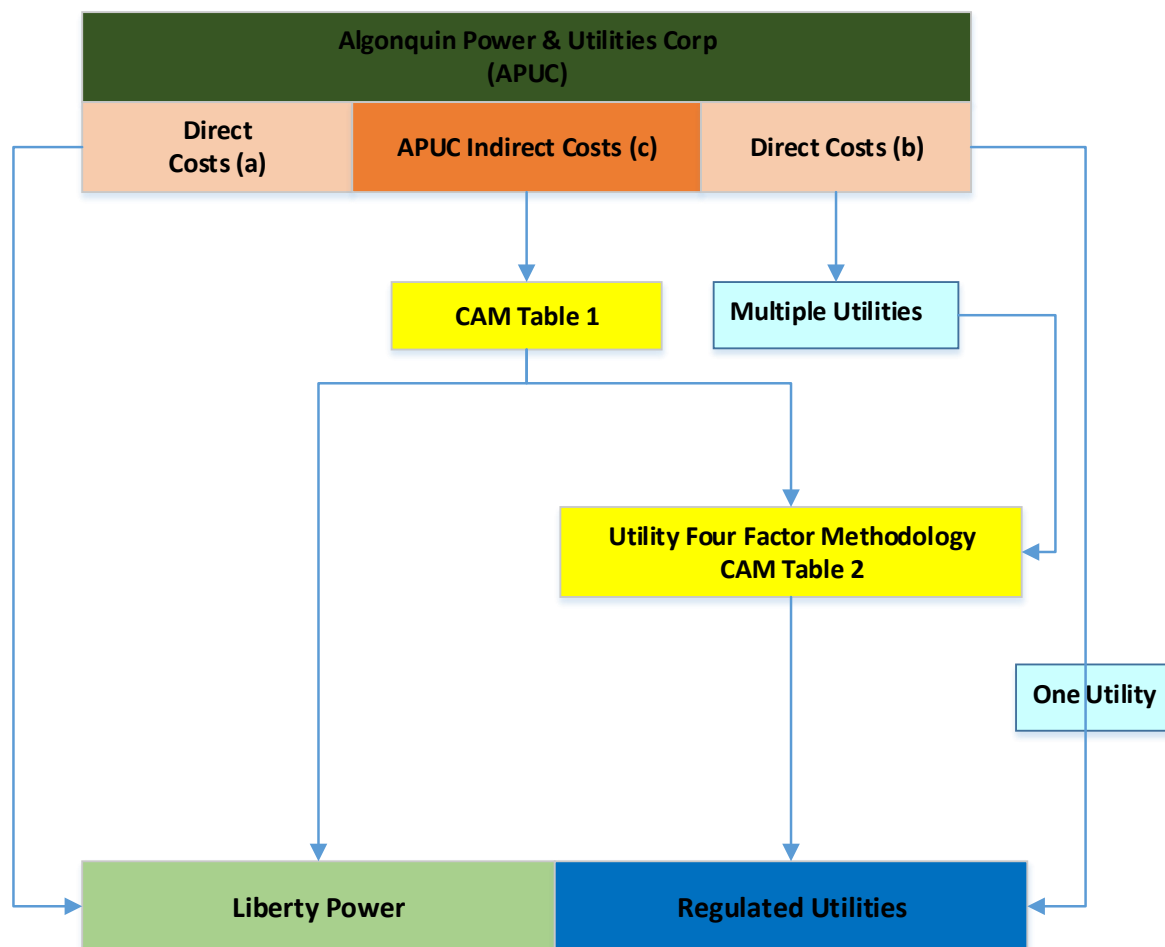 Algonquin Power & Utilities Corp
(APUC)
Direct
Costs (a)
APUC Indirect Costs (c)
Direct Costs (b)
CAM Table 1
Multiple Utilities
Utility Four Factor Methodology
CAM Table 2
One Utility
Liberty Power
Regulated Utilities